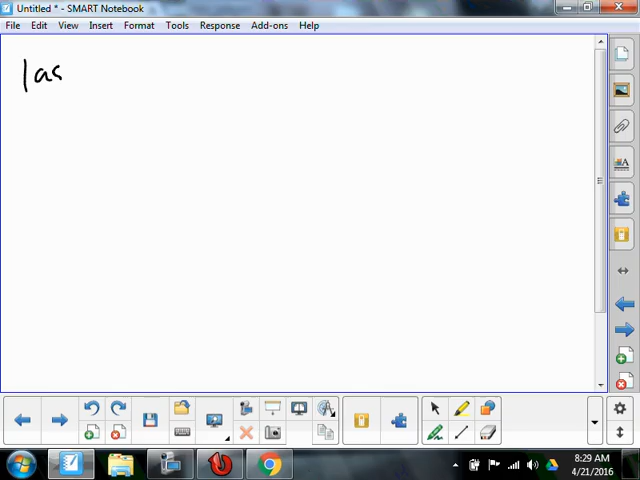 Untitled * - SMART Notebook
File Edit View Insert Format Tools Response Add-ons Help
las
8:29 AM
4/21/2016